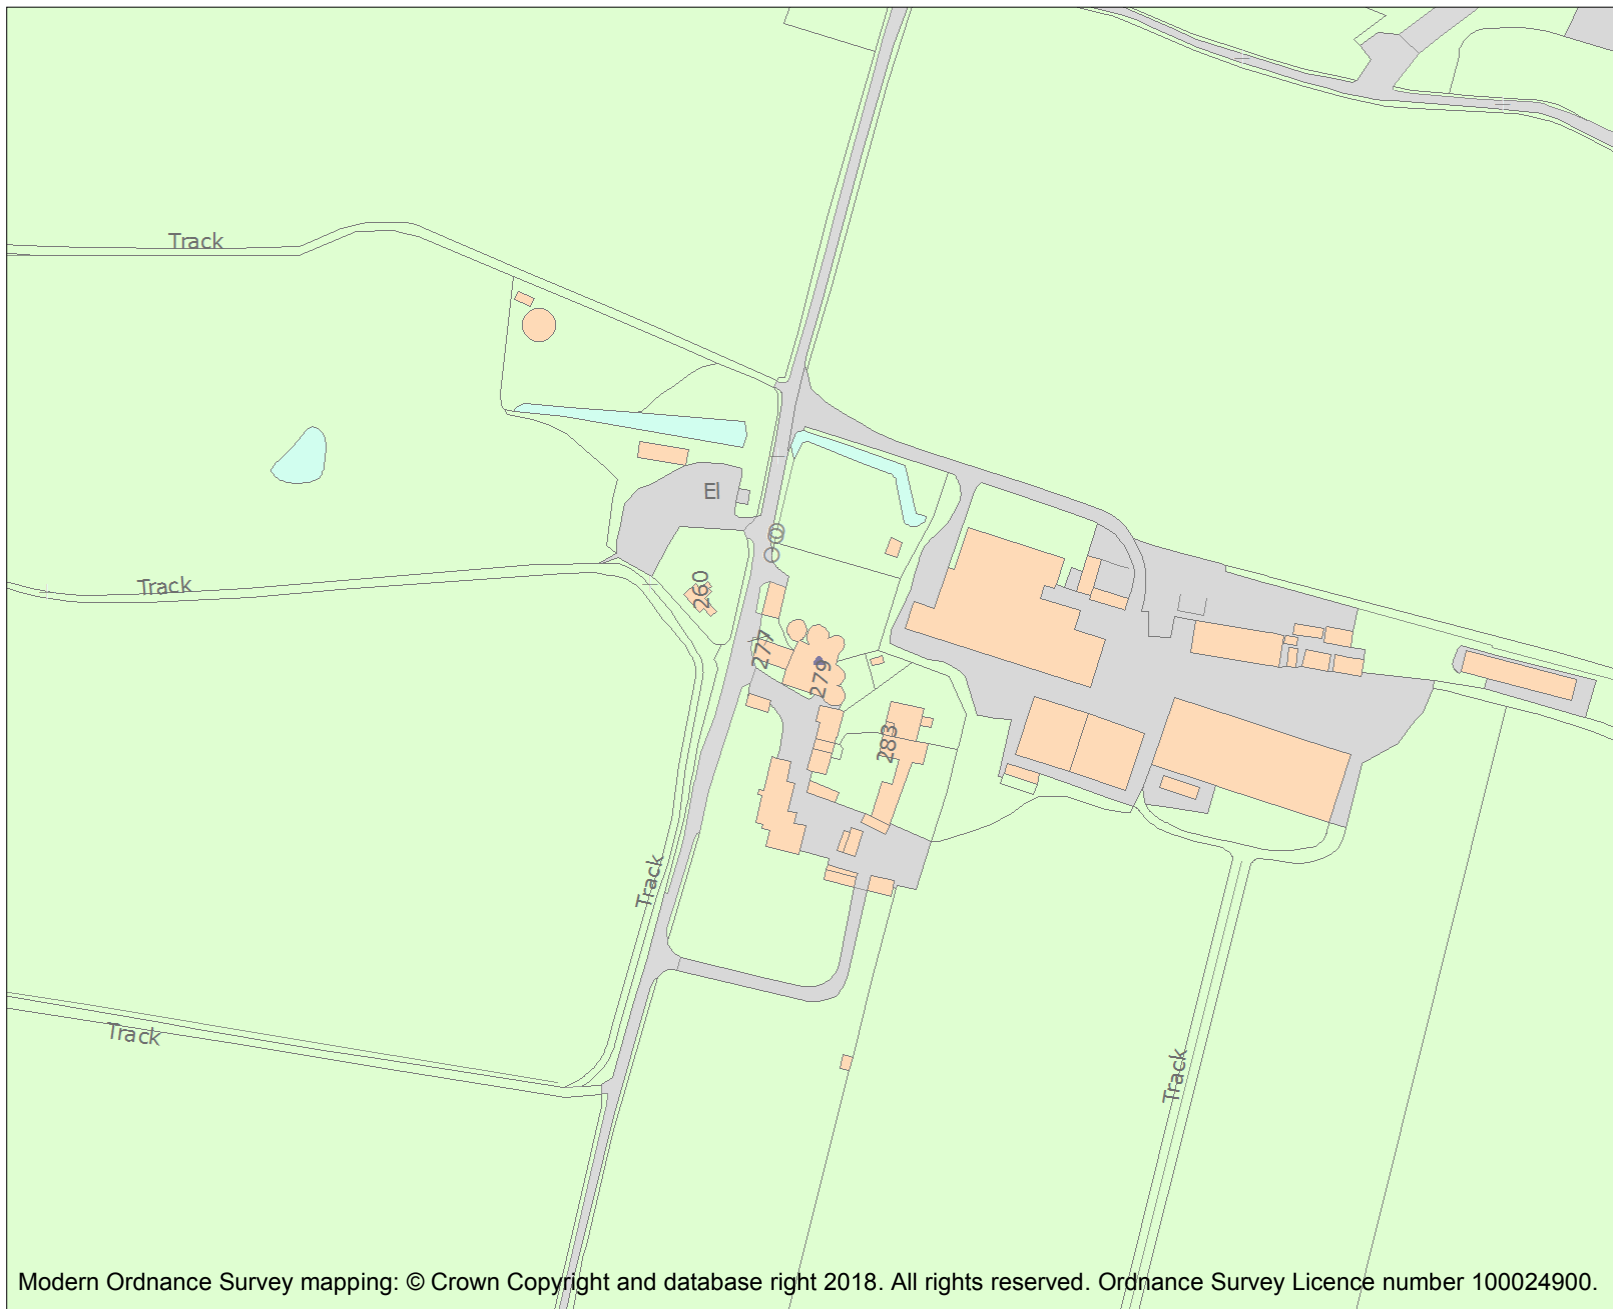 Track
El
Track
260
277
279
283
Track
Track
Track
Modern Ordnance Survey mapping: © Crown Copyright and database right 2018. All rights reserved. Ordnance Survey Licence number 100024900.